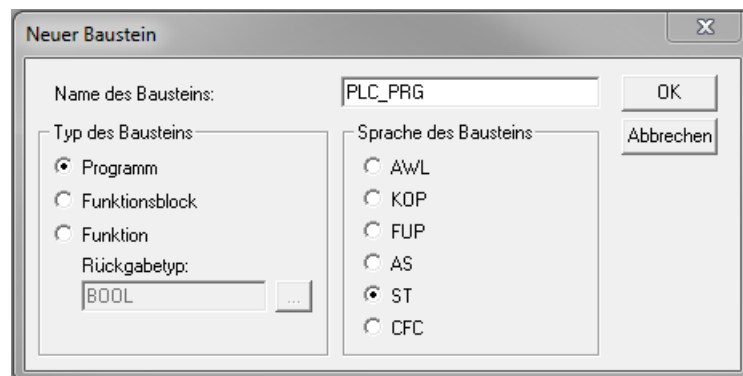 Neuer Baustein
Name des Bausteins:
PLC_PRG
OK
Abbrechen
Typ des Bausteins
Programm
Funktionsblock
Funktion
Rückgabetyp:
BOOL
...
Sprache des Bausteins
AWL
KOP
FUP
AS
ST
CFC